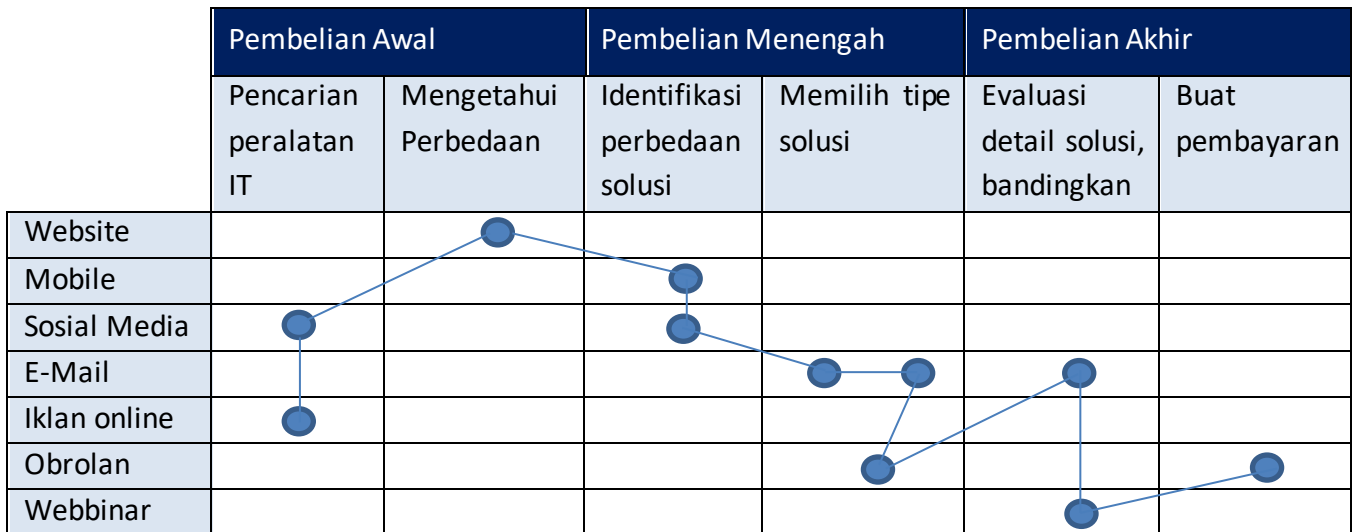 Pembelian Awal
Pembelian Menengah
Pembelian Akhir
Pencarian
peralatan
IT
Mengetahui
Perbedaan
Identifikasi
perbedaan
solusi
Memilih tipe
solusi
Evaluasi
detail solusi,
bandingkan
Buat
pembayaran
Website
Mobile
Sosial Media
E-Mail
Iklan online
Obrolan
Webbinar